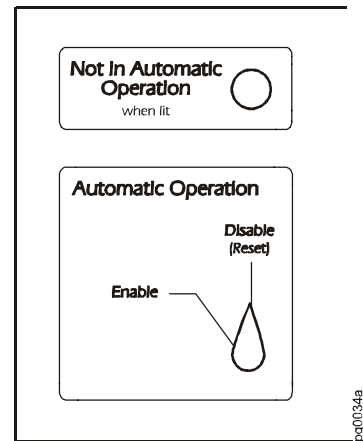 Not In Automatic
Operation
when lit
Automatic Operation
Disable
(Reset)
Enable
pq0034a